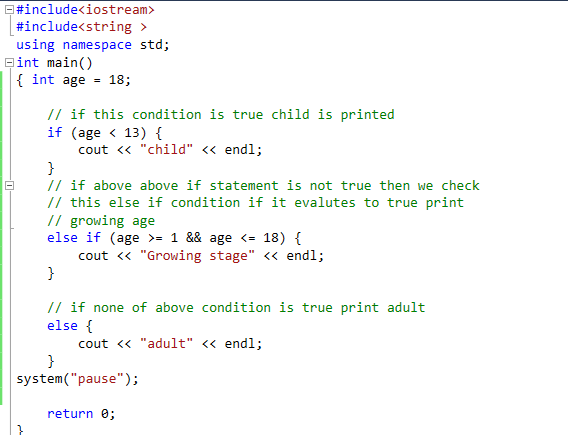 #include<iostream>
#include<string >
using namespace std;
int main()
{ int age = 18;
// if this condition is true child is printed
if (age < 13) {
cout << "child" << endl;
}
// if above above if statement is not true then we check
// this else if condition if it evalutes to true print
// growing age
else if (age >= 1 && age <= 18) {
cout << "Growing stage" << endl;
}
// if none of above condition is true print adult
else {
cout << "adult" << endl;
}
system("pause");
return 0;
}